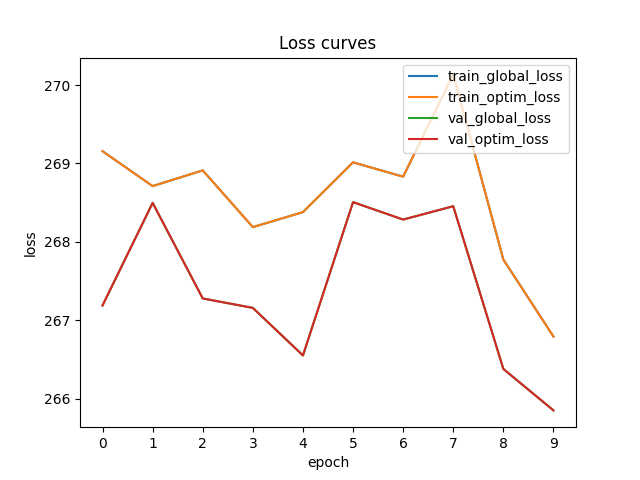 Loss curves
train_global_loss
train_optim_loss
val_global_loss
val_optim_loss
270
269
268
267
266
loss
0 1 2 3 4 5 6 7 8 9
epoch